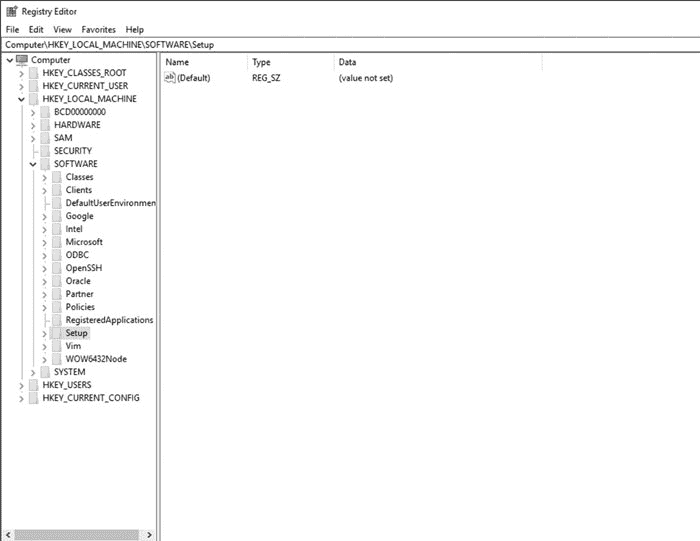 Registry Editor
File Edit View Favorites Help
Computer\HKEY_LOCAL_MACHINE\SOFTWARE\Setup
Computer
HKEY_CLASSES_ROOT
HKEY_CURRENT_USER
HKEY_LOCAL_MACHINE
BCD00000000
HARDWARE
SAM
SECURITY
SOFTWARE
Classes
Clients
DefaultUserEnvironmen
Google
Intel
Microsoft
ODBC
OpenSSH
Oracle
Partner
Policies
RegisteredApplications
Setup
Vim
WOW6432Node
SYSTEM
HKEY_USERS
HKEY_CURRENT_CONFIG
Name Type Data
ab (Default) REG_SZ (value not set)